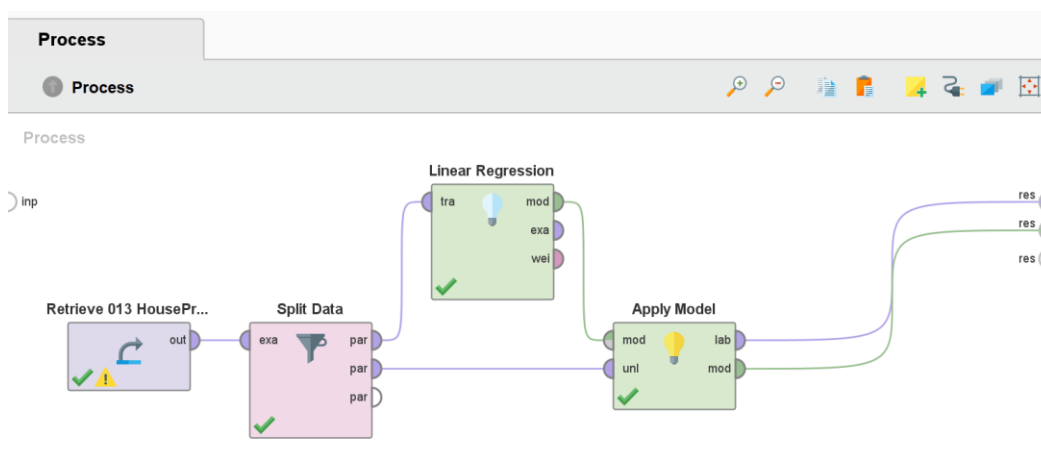 Process
Process
Process
inp
Linear Regression
tra
mod
exa
wei
res
res
res
Retrieve 013 HousePr...
out
Split Data
exa
par
par
par
Apply Model
mod
lab
unl
mod